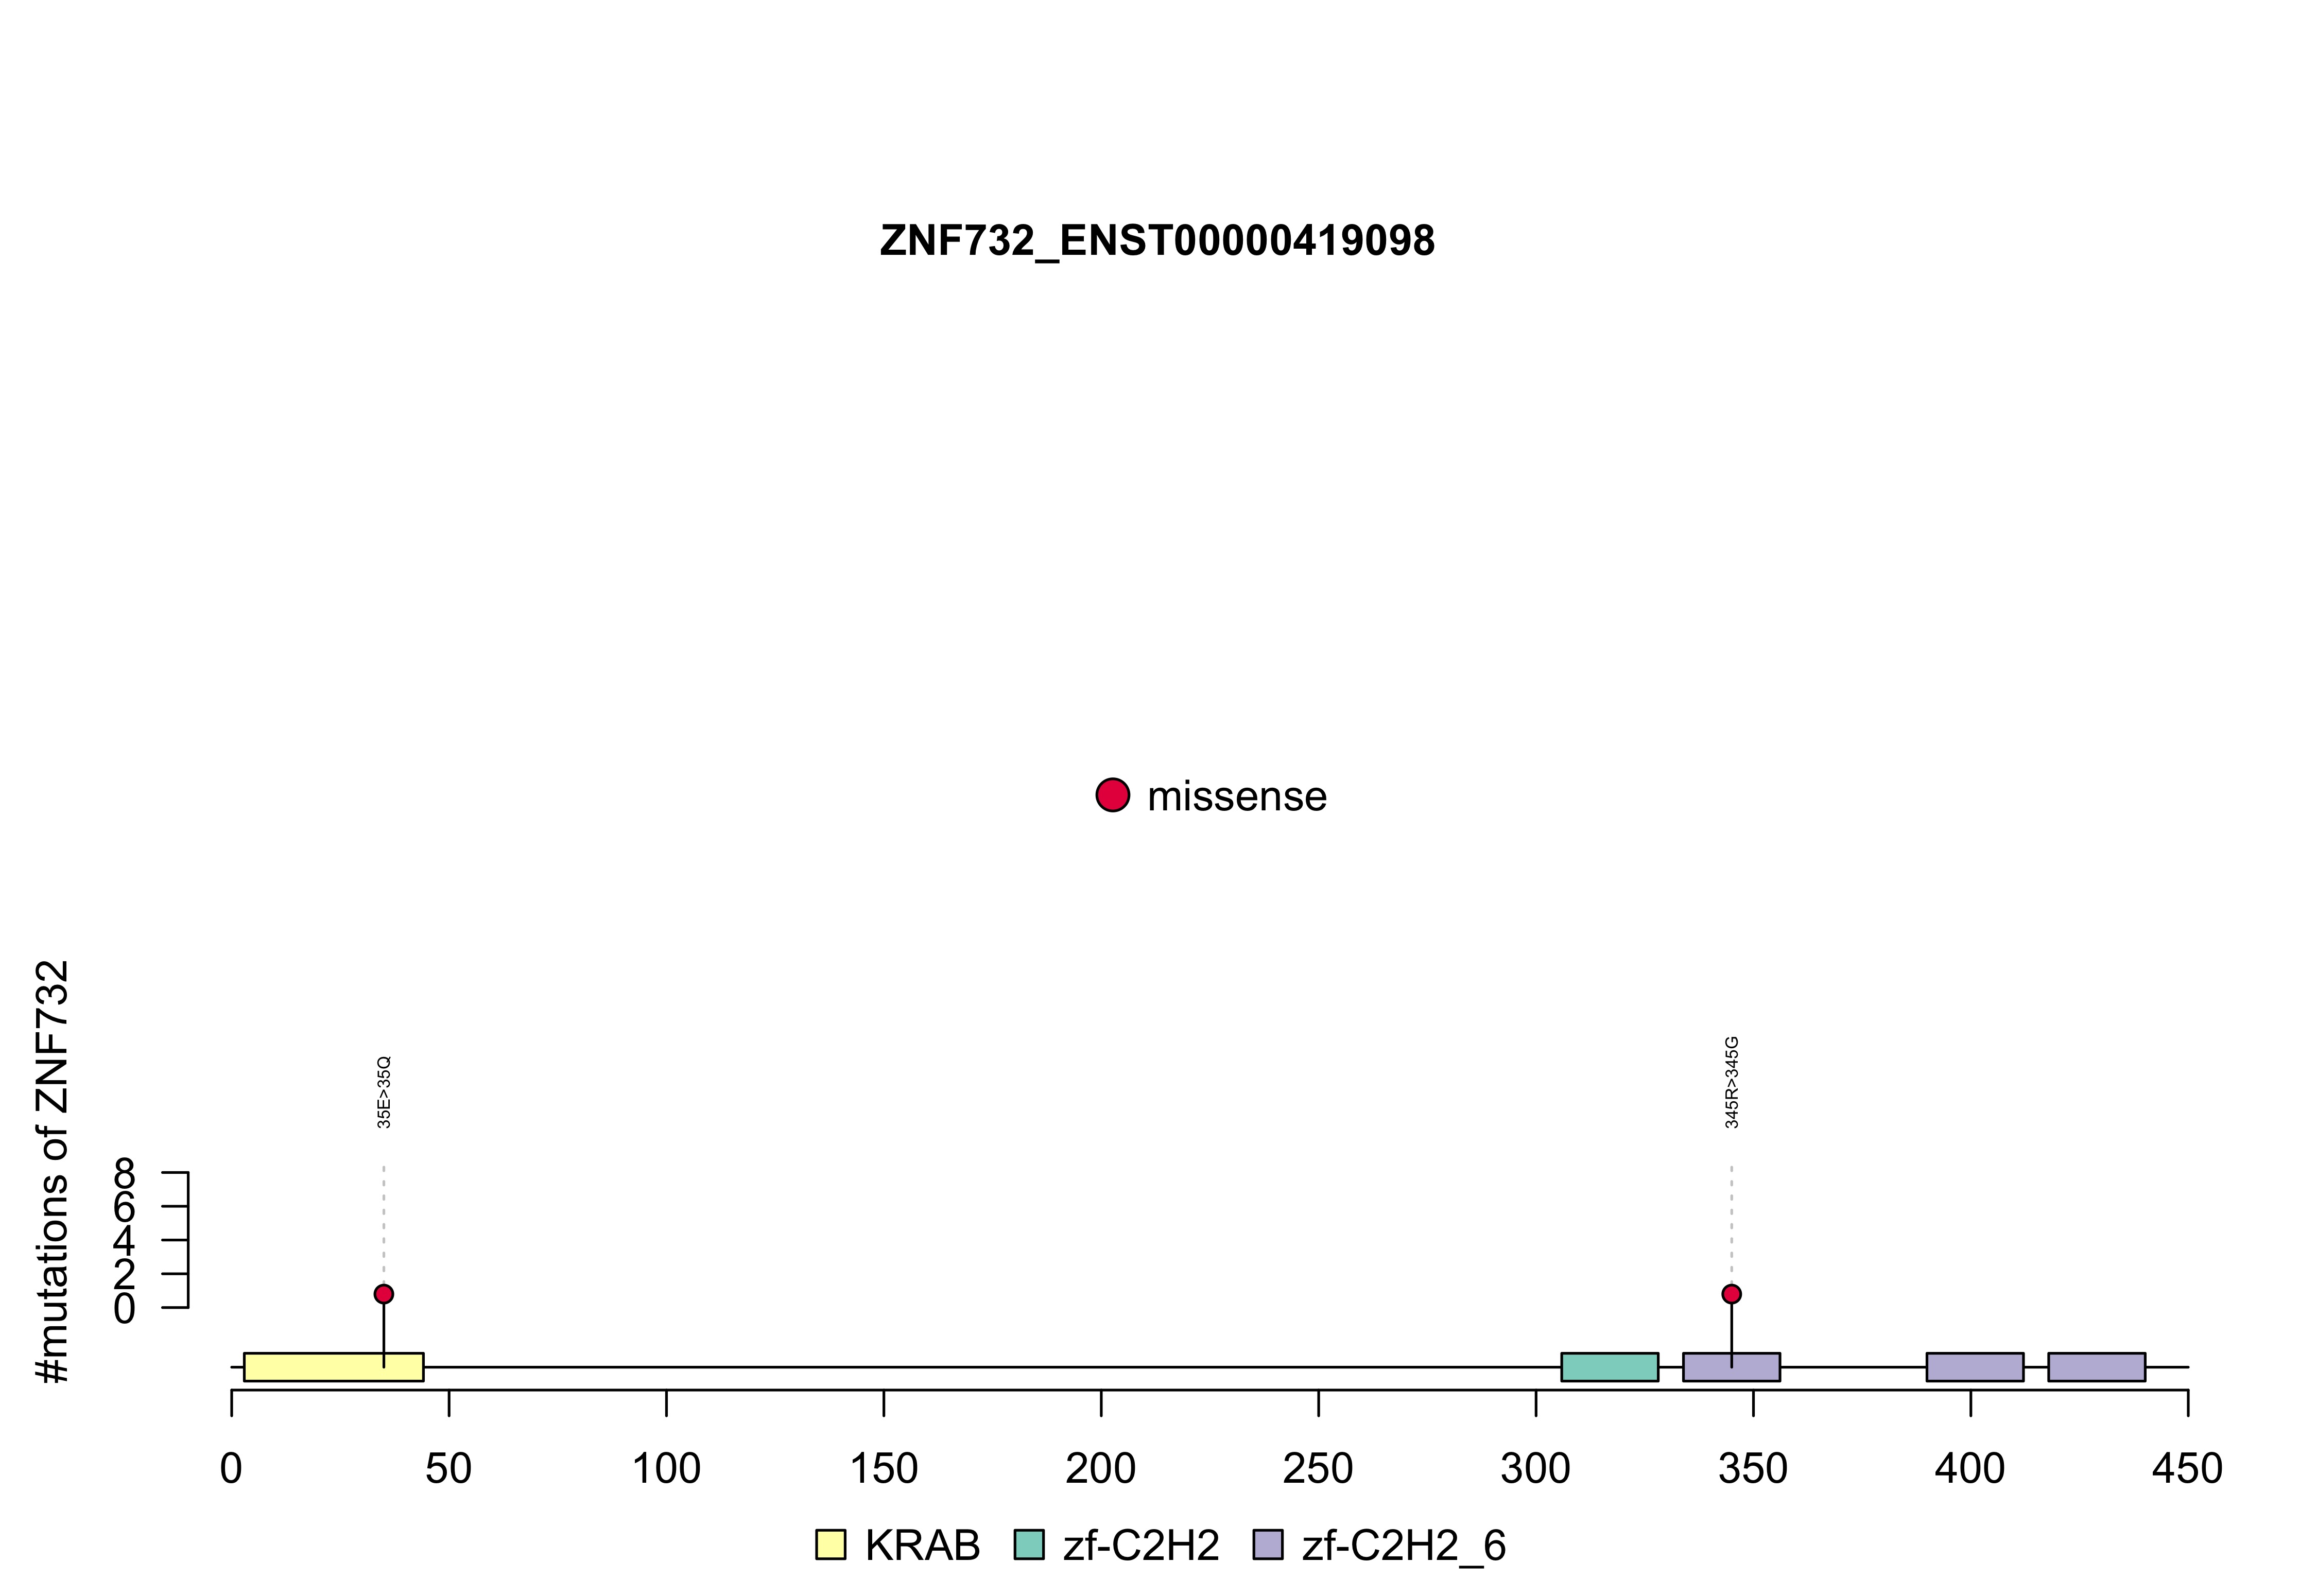 ZNF732_ENST00000419098
missense
#mutations of ZNF732
35E>35Q
345R>345G
8
6
4
2
0
0 50 100 150 200 250 300 350 400 450
KRAB zf-C2H2 zf-C2H2_6